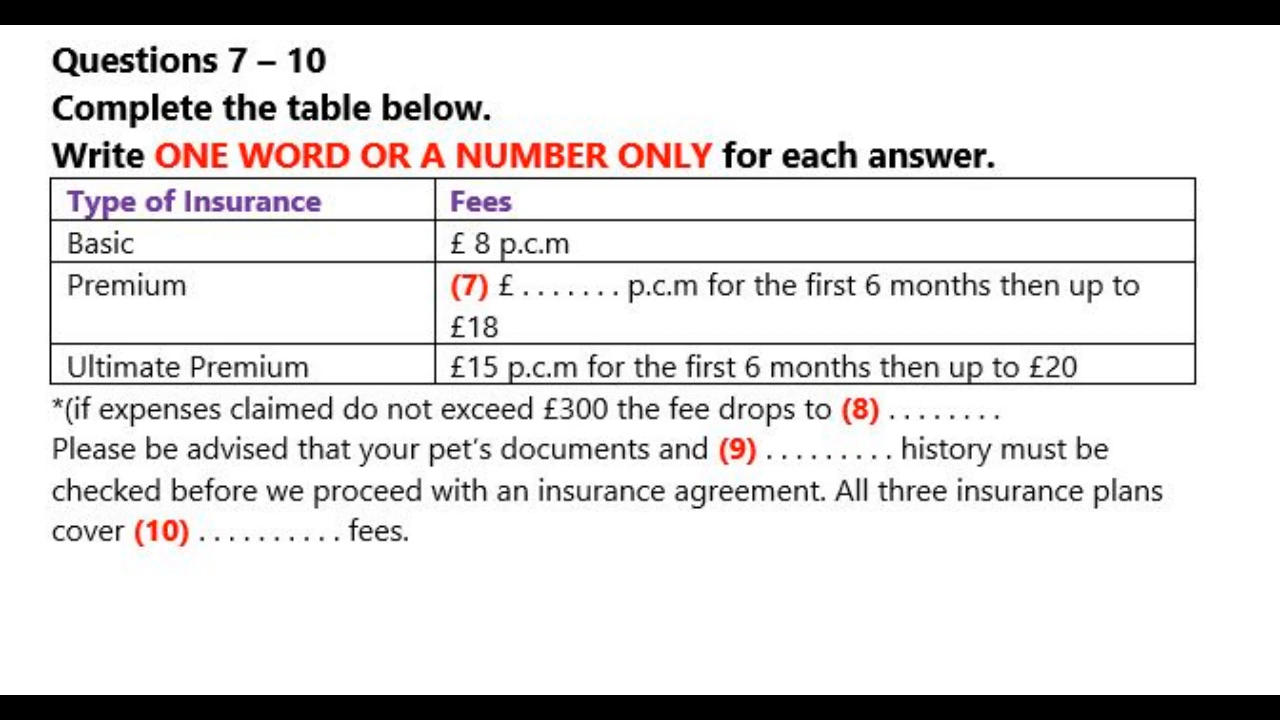 Questions 7 – 10
Complete the table below.
Write ONE WORD OR A NUMBER ONLY for each answer.
Type of Insurance Fees
Basic £ 8 p.c.m
Premium (7) £ . . . . . . . p.c.m for the first 6 months then up to
£18
Ultimate Premium £15 p.c.m for the first 6 months then up to £20
*(if expenses claimed do not exceed £300 the fee drops to (8) . . . . . . . .
Please be advised that your pet’s documents and (9) . . . . . . . . . history must be
checked before we proceed with an insurance agreement. All three insurance plans
cover (10) . . . . . . . . . . fees.